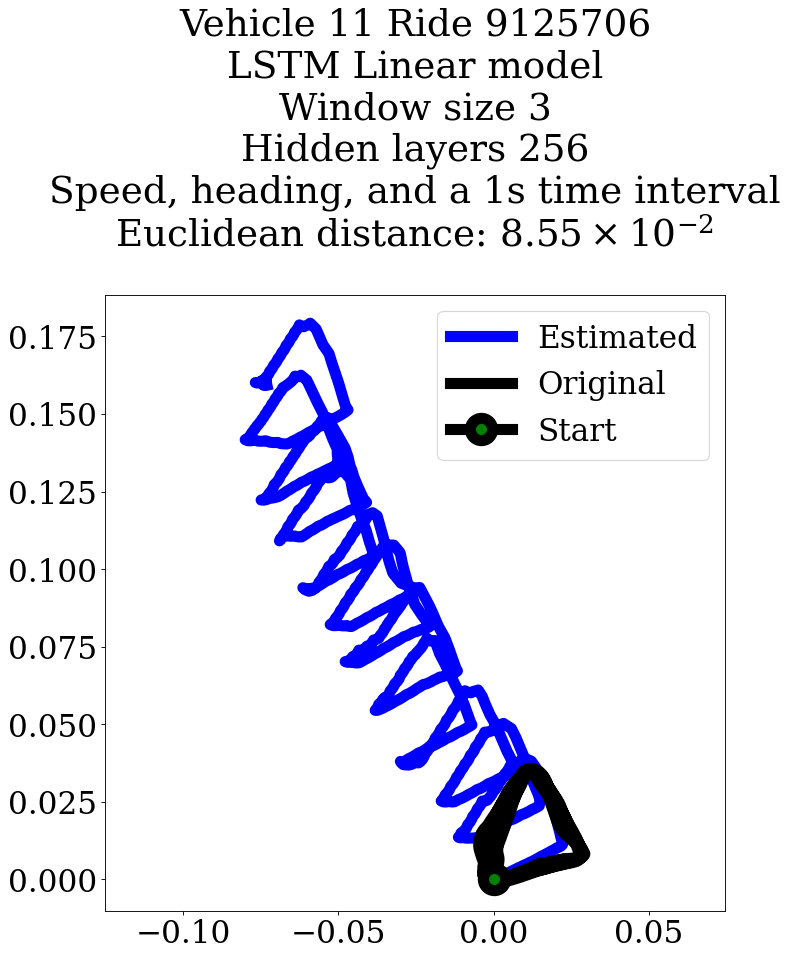 Vehicle 11 Ride 9125706
LSTM Linear model
Window size 3
Hidden layers 256
Speed, heading, and a 1s time interval
Euclidean distance: 8.55 × 10⁻²
Estimated
Original
Start
0.175
0.150
0.125
0.100
0.075
0.050
0.025
0.000
−0.10 −0.05 0.00 0.05